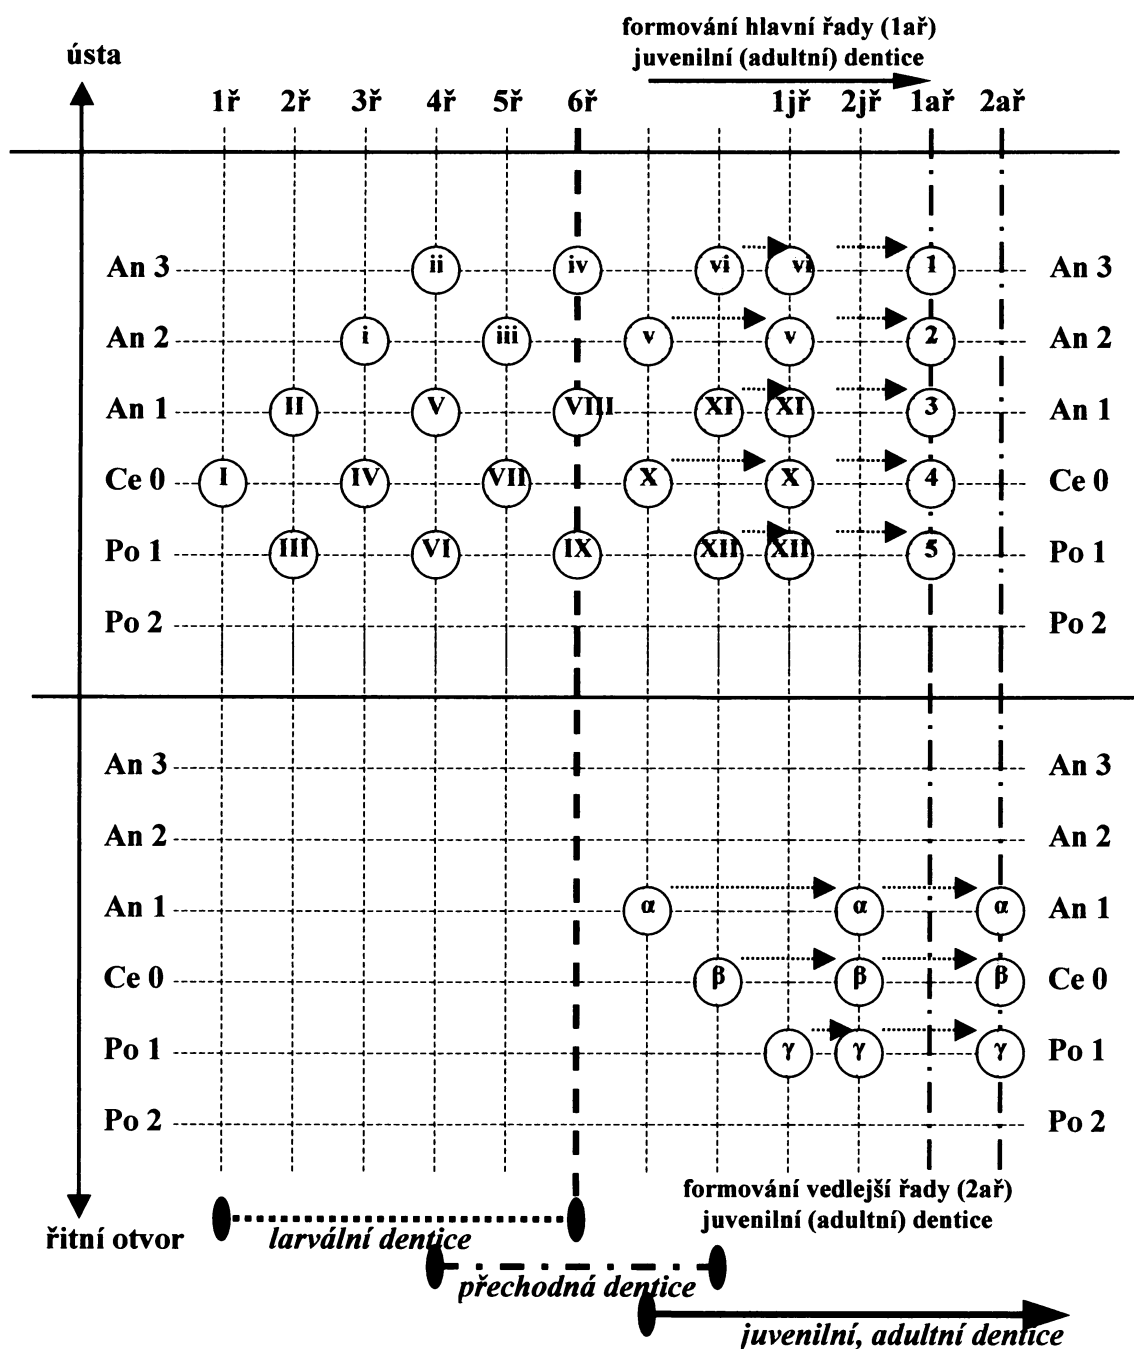 formování hlavní řady (1ař)
juvenilní (adultní) dentice
ústa
1ř 2ř 3ř 4ř 5ř 6ř 1jř 2jř 1ař 2ař
An 3 ii iv vi vi 1 An 3
An 2 i iii v v 2 An 2
An 1 II V VIII XI XI 3 An 1
Ce 0 I IV VII X X 4 Ce 0
Po 1 III VI IX XII XII 5 Po 1
Po 2 Po 2
An 3 An 3
An 2 An 2
An 1 α α α An 1
Ce 0 β β β Ce 0
Po 1 γ γ γ Po 1
Po 2 Po 2
formování vedlejší řady (2ař)
juvenilní (adultní) dentice
řitní otvor
larvální dentice
přechodná dentice
juvenilní, adultní dentice